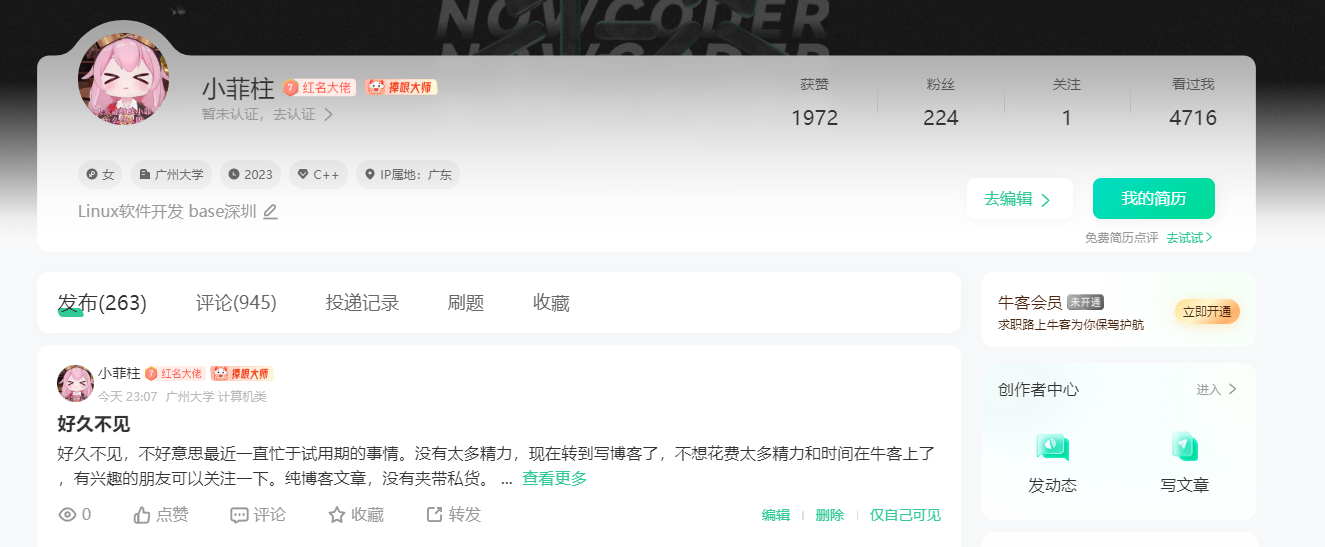 NOWCODER
NOWCODER
小菲柱 7 红名大佬 捧哏大师
暂未认证，去认证
获赞 粉丝 关注 看过我
1972 224 1 4716
女 广州大学 2023 C++ IP属地：广东
Linux软件开发 base深圳
去编辑 我的简历
免费简历点评 去试试
发布(263) 评论(945) 投递记录 刷题 收藏
牛客会员 未开通
求职路上牛客为你保驾护航
立即开通
小菲柱 7 红名大佬 捧哏大师
今天 23:07 广州大学 计算机类
好久不见
好久不见，不好意思最近一直忙于试用期的事情。没有太多精力，现在转到写博客了，不想花费太多精力和时间在牛客上了
，有兴趣的朋友可以关注一下。纯博客文章，没有夹带私货。 ... 查看更多
0 点赞 评论 收藏 转发
编辑 删除 仅自己可见
创作者中心 进入
发动态 写文章